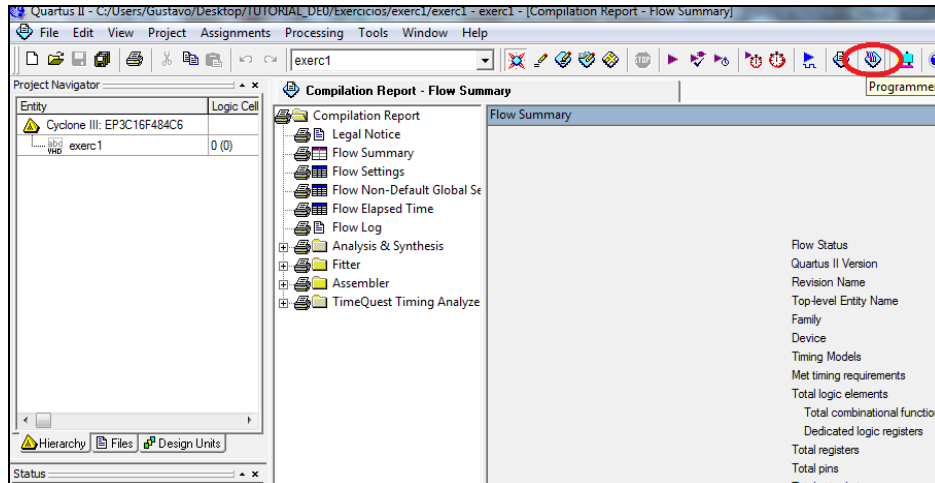 Quartus II - C:/Users/Gustavo/Desktop/TUTORIAL_DE0/Exercicios/exerc1/exerc1 - exerc1 - [Compilation Report - Flow Summary]
File Edit View Project Assignments Processing Tools Window Help
exerc1
Programme
Project Navigator
Entity Logic Cell
Cyclone III: EP3C16F484C6
abd VHD exerc1 0 (0)
Hierarchy Files Design Units
Status
Compilation Report - Flow Summary
Compilation Report
Legal Notice
Flow Summary
Flow Settings
Flow Non-Default Global Se
Flow Elapsed Time
Flow Log
Analysis & Synthesis
Fitter
Assembler
TimeQuest Timing Analyze
Flow Summary
Flow Status
Quartus II Version
Revision Name
Top-level Entity Name
Family
Device
Timing Models
Met timing requirements
Total logic elements
Total combinational functio
Dedicated logic registers
Total registers
Total pins